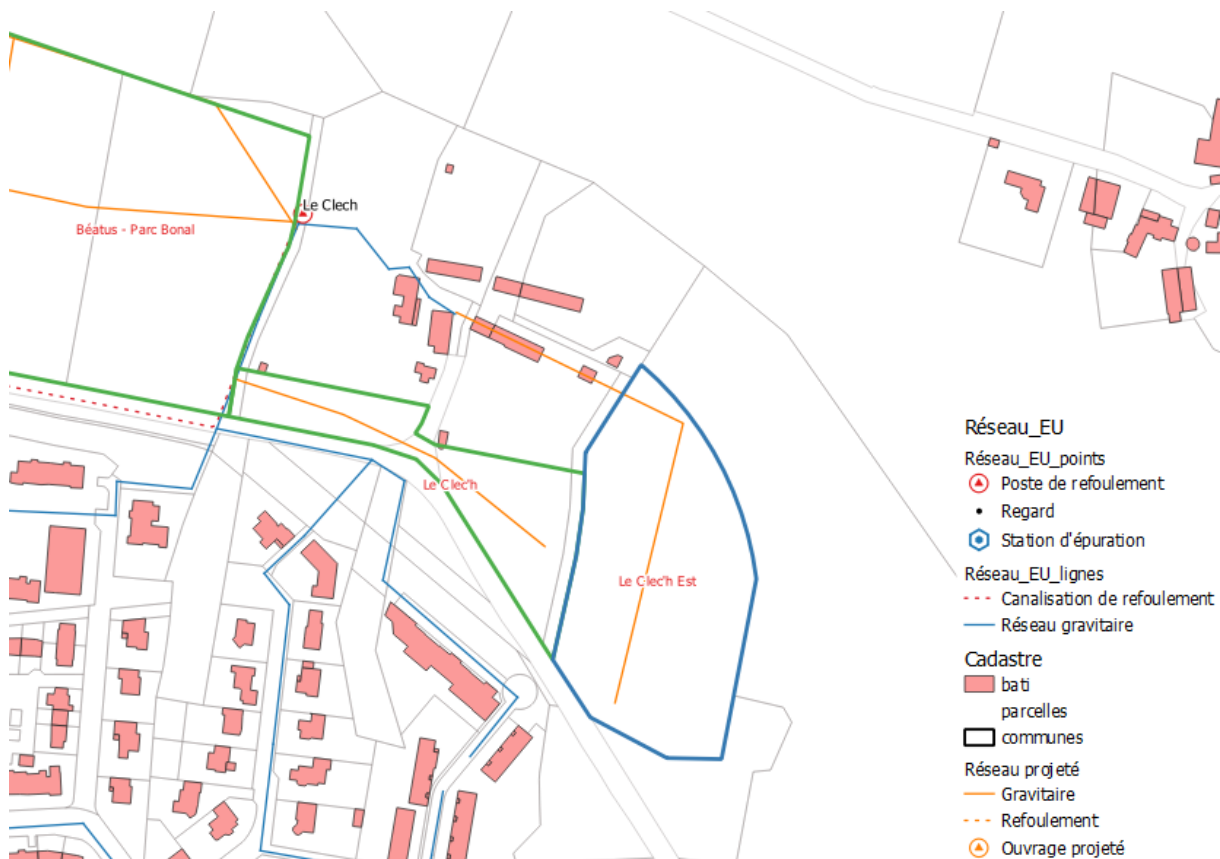 Le Clech
Béatus - Parc Bonal
Le Clec'h
Le Clec'h Est
Réseau_EU
Réseau_EU_points
Poste de refoulement
Regard
Station d'épuration
Réseau_EU_lignes
Canalisation de refoulement
Réseau gravitaire
Cadastre
bati
parcelles
communes
Réseau projeté
Gravitaire
Refoulement
Ouvrage projeté